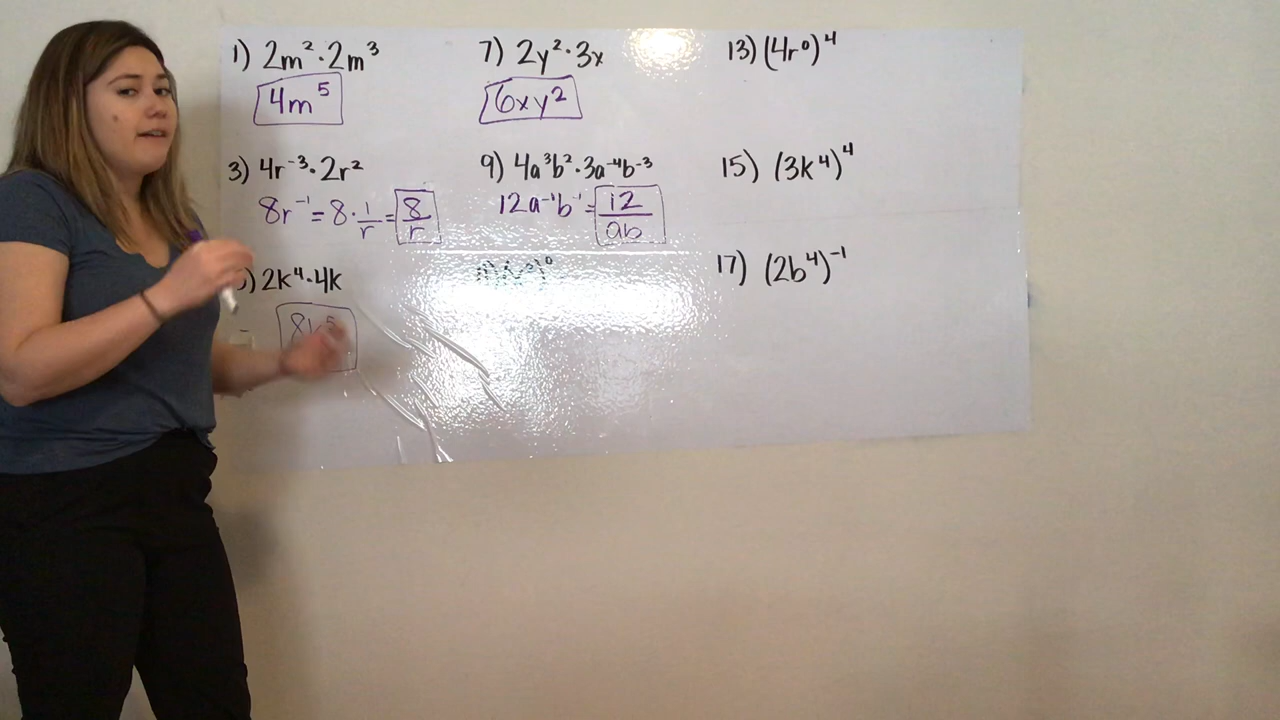 1) 2m²·2m³
4m⁵
3) 4r⁻³·2r²
8r⁻¹ = 8·1/r = 8/r
) 2k⁴·4k
7) 2y²·3x
6xy²
9) 4a³b²·3a⁻⁴b⁻³
12a⁻¹b⁻¹ = 12/ab
13) (4r⁰)⁴
15) (3k⁴)⁴
17) (2b⁴)⁻¹